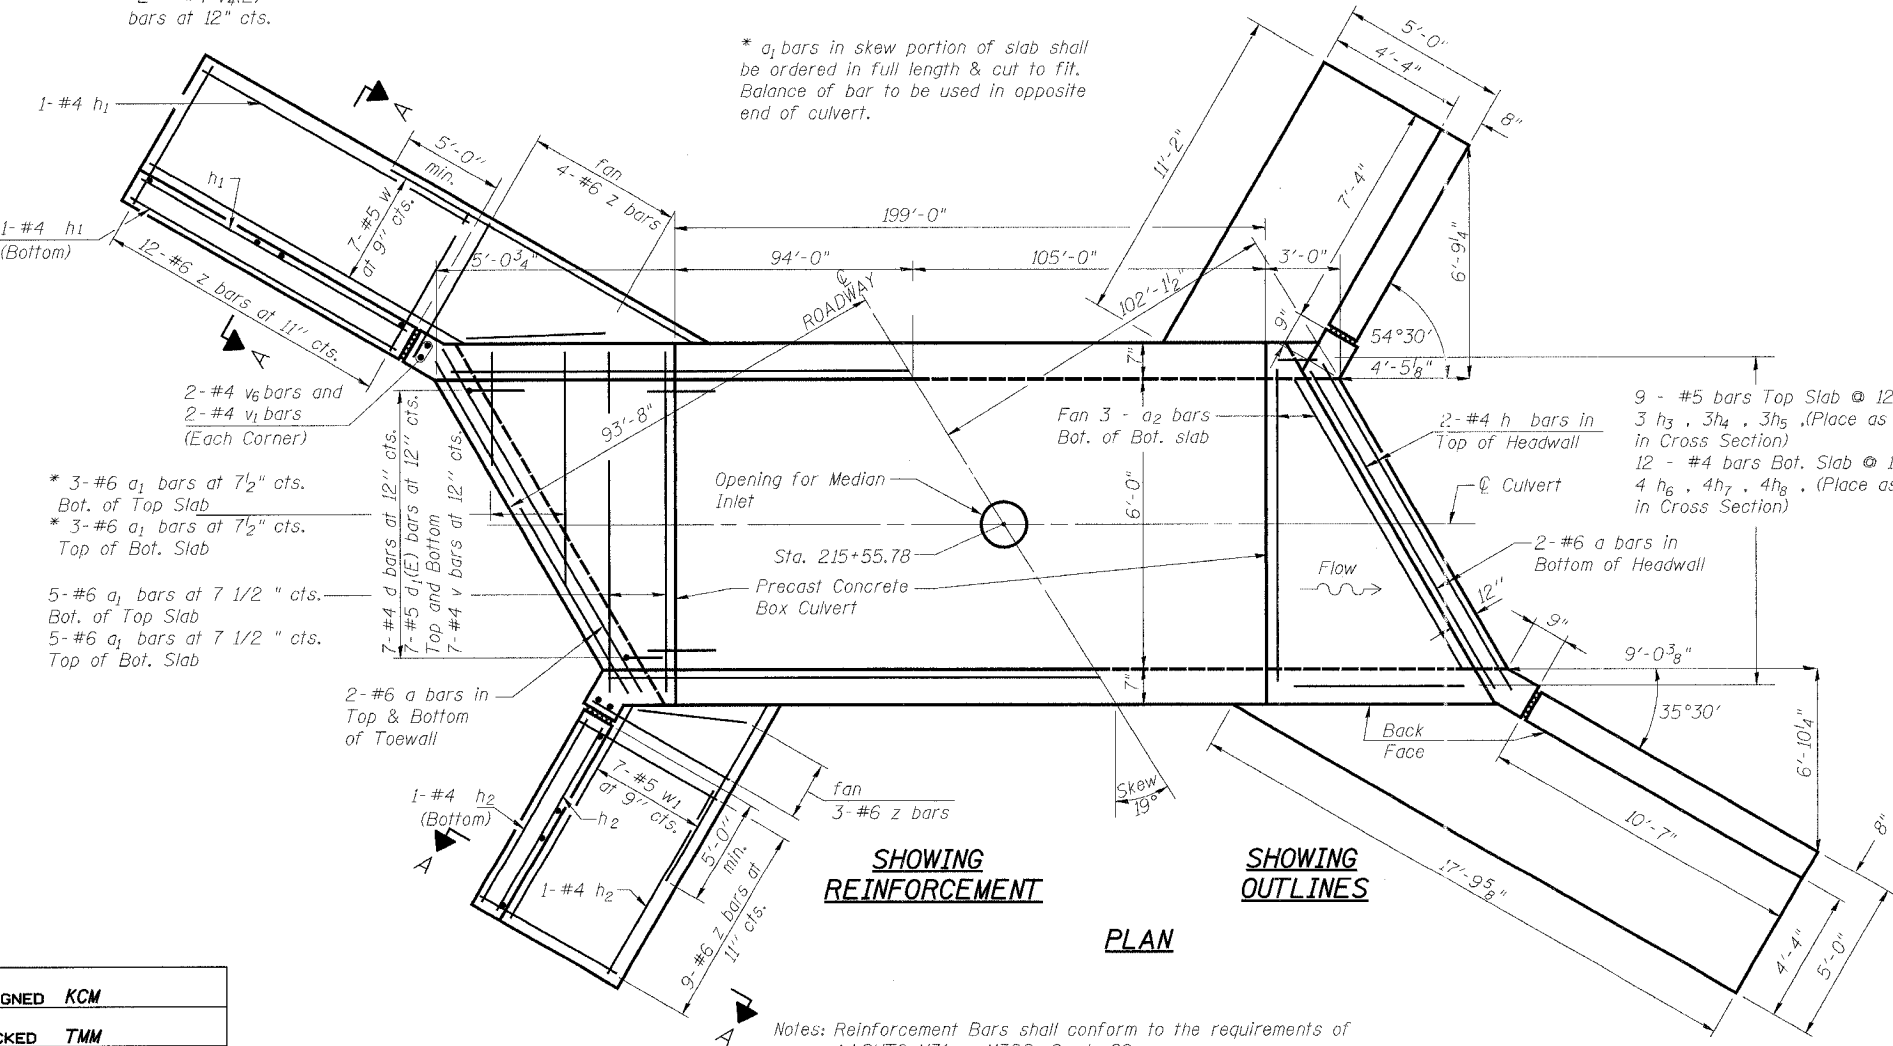 bars at 12" cts.
* a1 bars in skew portion of slab shall
be ordered in full length & cut to fit.
Balance of bar to be used in opposite
end of culvert.
1- #4 h1
A
5'-0"
min.
fan
4- #6 z bars
h1
7- #5 w
at 9" cts.
1- #4 h1
(Bottom)
12- #6 z bars at 11" cts.
A
5'-0 3/4"
199'-0"
94'-0"
105'-0"
3'-0"
℄
ROADWAY
102'-1 1/2"
93'-8"
11'-2"
5'-0"
4'-4"
8"
7'-4"
6'-9 1/4"
9"
54°30'
4'-5 1/8"
7"
2- #4 v6 bars and
2- #4 v1 bars
(Each Corner)
* 3- #6 a1 bars at 7 1/2" cts.
Bot. of Top Slab
* 3- #6 a1 bars at 7 1/2" cts.
Top of Bot. Slab
5- #6 a1 bars at 7 1/2 " cts.
Bot. of Top Slab
5- #6 a1 bars at 7 1/2 " cts.
Top of Bot. Slab
7- #4 d bars at 12" cts.
7- #5 d1(E) bars at 12" cts.
Top and Bottom
7- #4 v bars at 12" cts.
Opening for Median
Inlet
Sta. 215+55.78
Precast Concrete
Box Culvert
6'-0"
7"
Fan 3 - a2 bars
Bot. of Bot. slab
2- #4 h bars in
Top of Headwall
℄ Culvert
9 - #5 bars Top Slab @ 12
3 h3 , 3h4 , 3h5 ,(Place as
in Cross Section)
12 - #4 bars Bot. Slab @ 1
4 h6 , 4h7 , 4h8 , (Place as
in Cross Section)
2- #6 a bars in
Bottom of Headwall
Flow
12"
9"
9'-0 3/8"
35°30'
6'-10 1/4"
Back
Face
2- #6 a bars in
Top & Bottom
of Toewall
1- #4 h2
(Bottom)
7- #5 w1
at 9" cts.
h2
1- #4 h2
5'-0"
min.
9- #6 z bars at
11" cts.
fan
3- #6 z bars
A
A
Skew
19°
10'-7"
17'-9 5/8"
8"
4'-4"
5'-0"
SHOWING
REINFORCEMENT
SHOWING
OUTLINES
PLAN
GNED KCM
CKED TMM
Notes: Reinforcement Bars shall conform to the requirements of